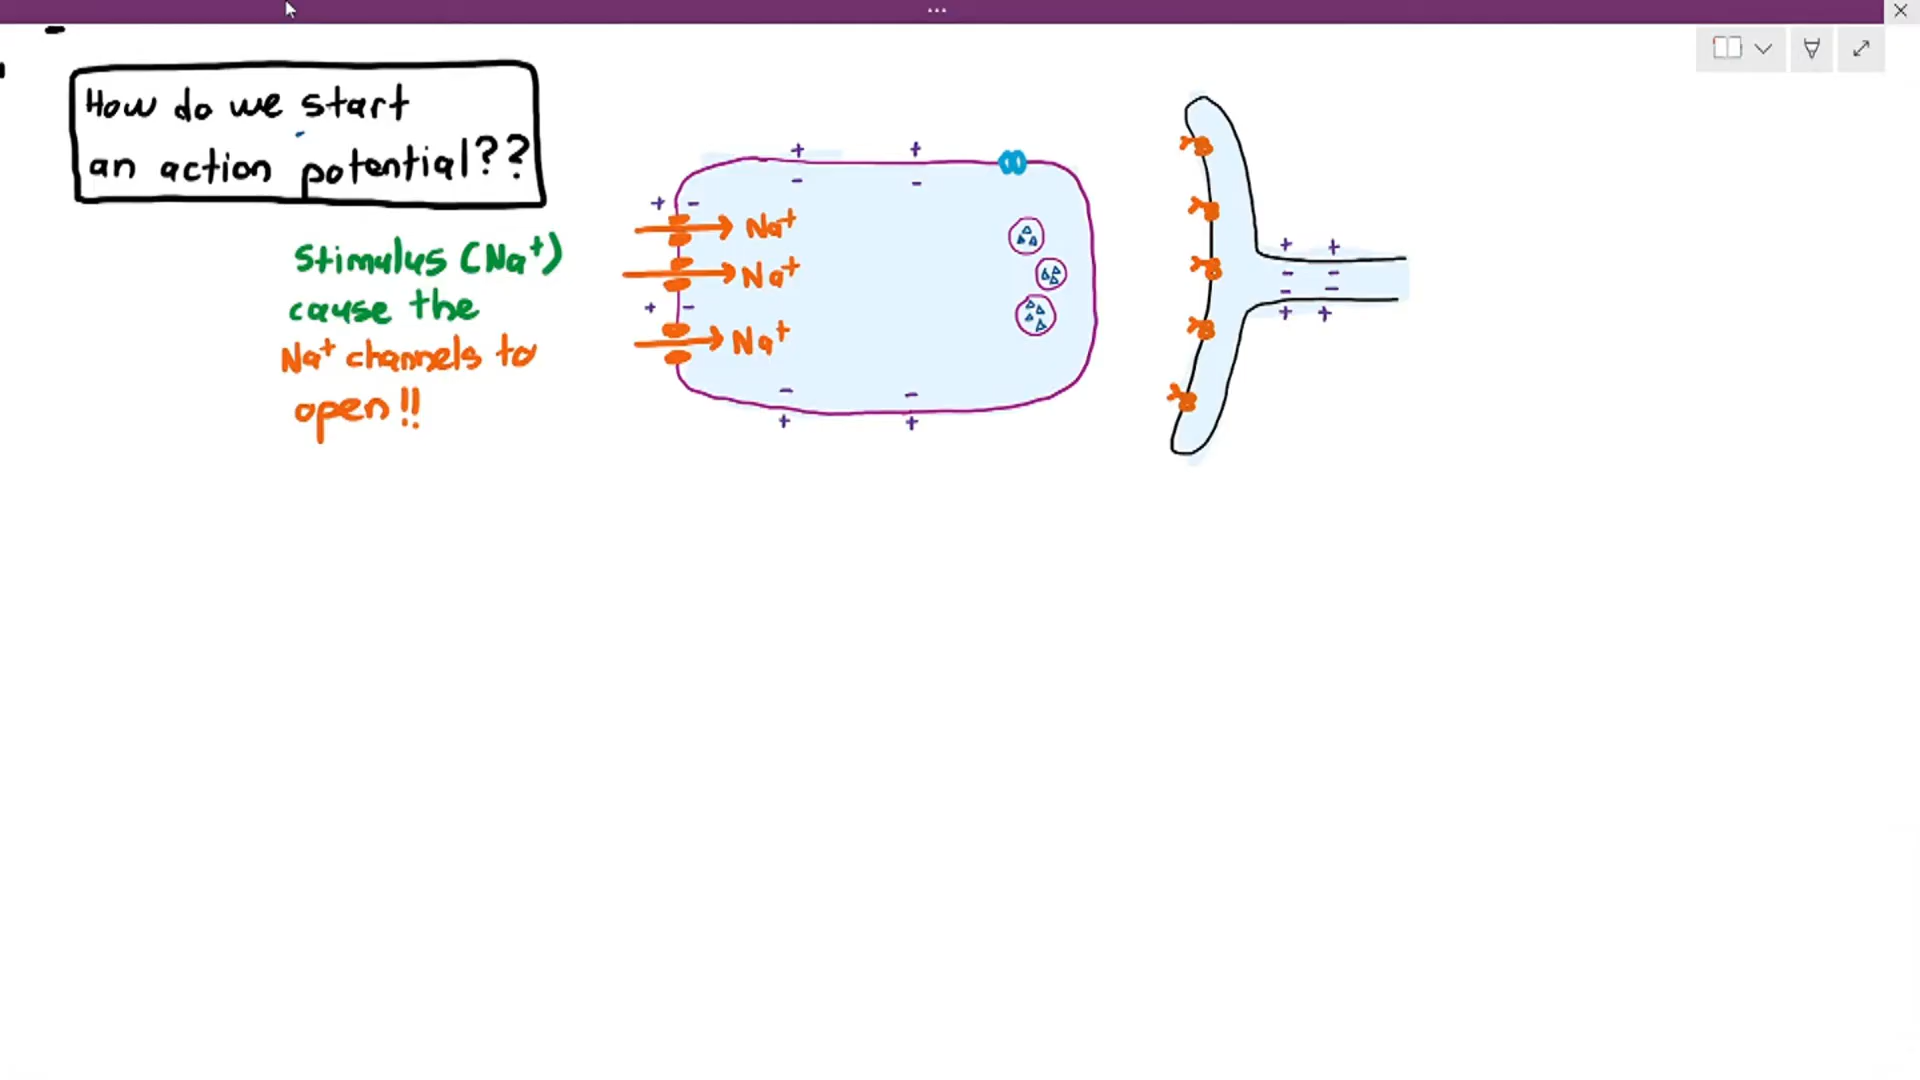 How do we start
an action potential??
Stimulus (Na⁺)
cause the
Na⁺ channels to
open!!
+ +
- -
+ -
Na⁺
Na⁺
+ -
Na⁺
- -
+ +
+ +
- -
- -
+ +